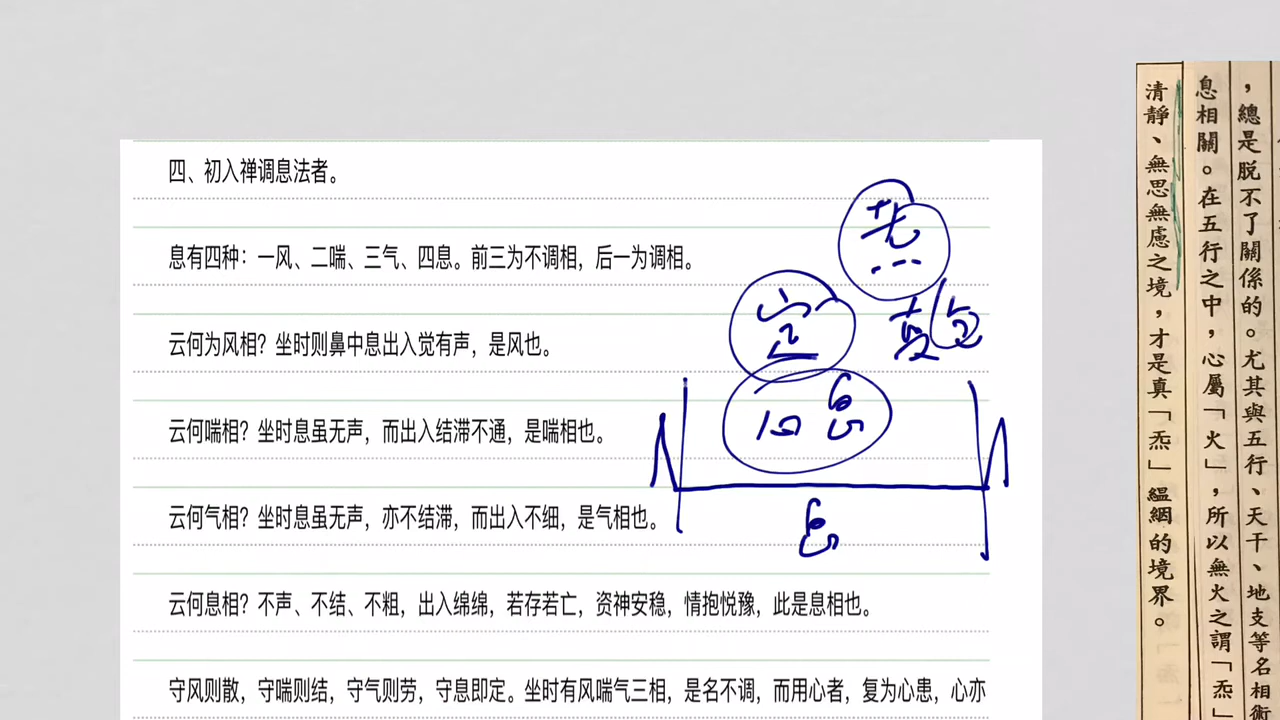 四、初入禅调息法者。
息有四种：一风、二喘、三气、四息。前三为不调相，后一为调相。
云何为风相？坐时则鼻中息出入觉有声，是风也。
云何喘相？坐时息虽无声，而出入结滞不通，是喘相也。
云何气相？坐时息虽无声，亦不结滞，而出入不细，是气相也。
云何息相？不声、不结、不粗，出入绵绵，若存若亡，资神安稳，情抱悦豫，此是息相也。
守风则散，守喘则结，守气则劳，守息即定。坐时有风喘气三相，是名不调，而用心者，复为心患，心亦
炁
定
心息
息
，總是脫不了關係的。尤其與五行、天干、地支等名相術
息相關。在五行之中，心屬「火」，所以無火之謂「炁」
清靜、無思無慮之境，才是真「炁」緼絪的境界。